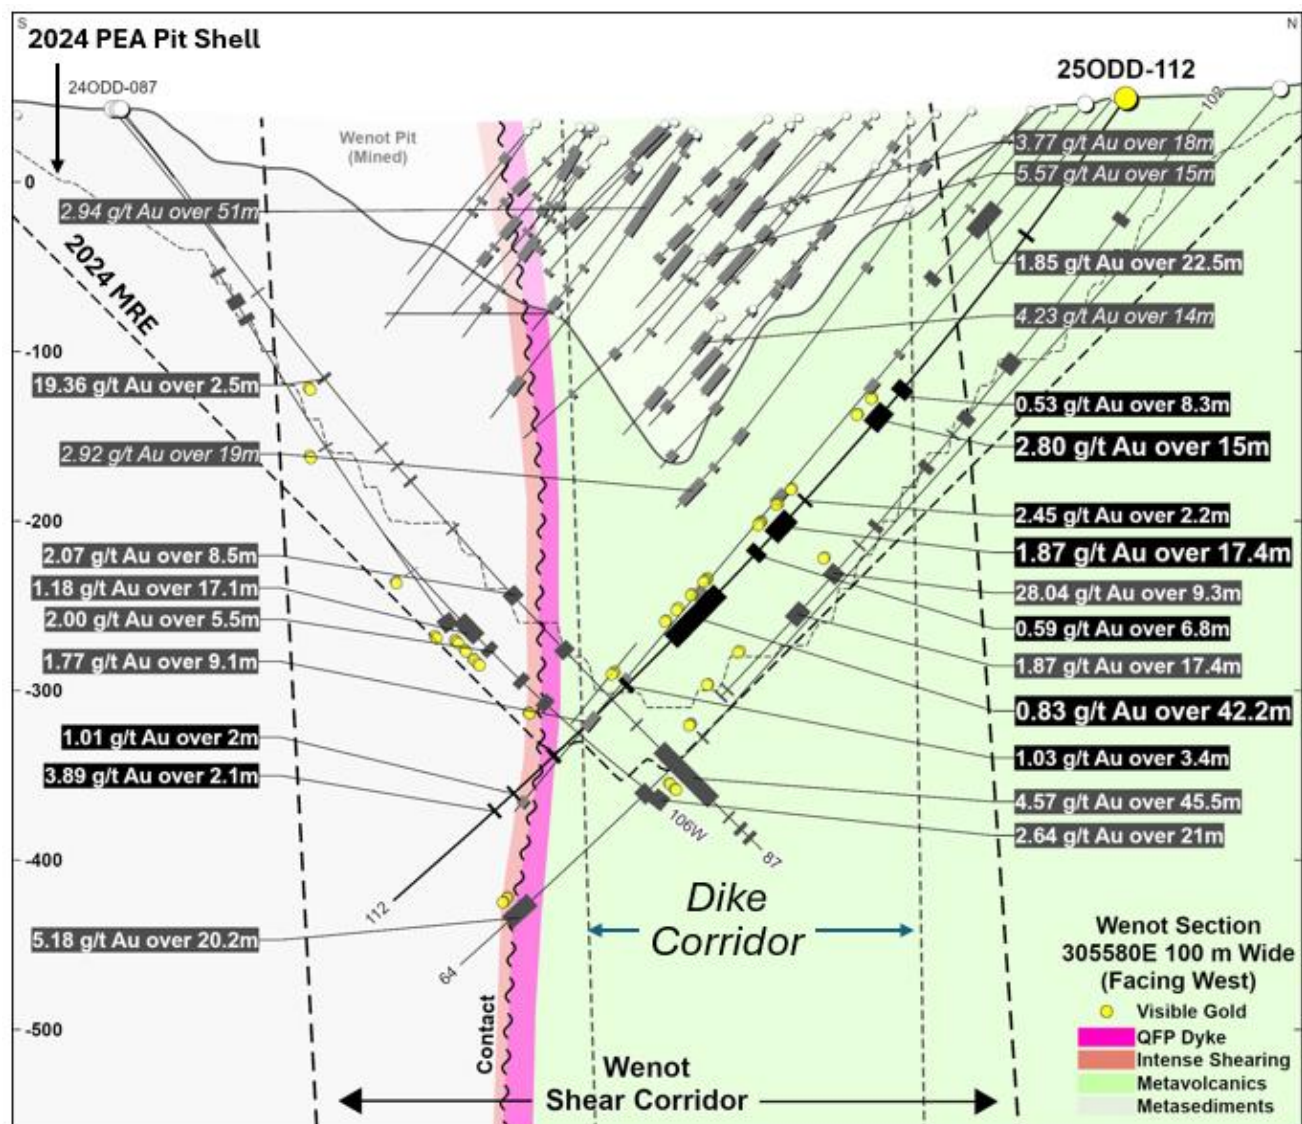 S
N
2024 PEA Pit Shell
24ODD-087
25ODD-112
102
Wenot Pit
(Mined)
3.77 g/t Au over 18m
5.57 g/t Au over 15m
0
2.94 g/t Au over 51m
2024 MRE
1.85 g/t Au over 22.5m
4.23 g/t Au over 14m
-100
19.36 g/t Au over 2.5m
0.53 g/t Au over 8.3m
2.80 g/t Au over 15m
2.92 g/t Au over 19m
-200
2.45 g/t Au over 2.2m
2.07 g/t Au over 8.5m
1.87 g/t Au over 17.4m
1.18 g/t Au over 17.1m
28.04 g/t Au over 9.3m
2.00 g/t Au over 5.5m
0.59 g/t Au over 6.8m
1.77 g/t Au over 9.1m
1.87 g/t Au over 17.4m
-300
0.83 g/t Au over 42.2m
1.01 g/t Au over 2m
1.03 g/t Au over 3.4m
3.89 g/t Au over 2.1m
4.57 g/t Au over 45.5m
2.64 g/t Au over 21m
106W
87
-400
112
Dike
Corridor
5.18 g/t Au over 20.2m
64
Wenot Section
305580E 100 m Wide
(Facing West)
Visible Gold
QFP Dyke
Intense Shearing
Metavolcanics
Metasediments
-500
Contact
Wenot
Shear Corridor